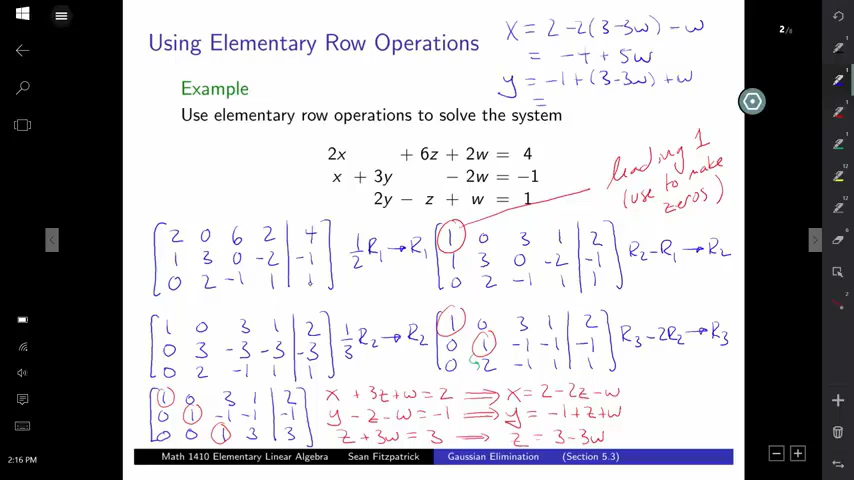 Using Elementary Row Operations
x = 2 - 2(3-3w) - w
= -4 + 5w
y = -1 + (3-3w) + w
=
2/8
Example
Use elementary row operations to solve the system
2x + 6z + 2w = 4
x + 3y - 2w = -1
2y - z + w = 1
leading 1
(use to make
zeros)
2 0 6 2 | 4
1 3 0 -2 | -1
0 2 -1 1 | 1
1/2 R1 → R1
1 0 3 1 | 2
1 3 0 -2 | -1
0 2 -1 1 | 1
R2 - R1 → R2
1 0 3 1 | 2
0 3 -3 -3 | -3
0 2 -1 1 | 1
1/3 R2 → R2
1 0 3 1 | 2
0 1 -1 -1 | -1
0 2 -1 1 | 1
R3 - 2R2 → R3
1 0 3 1 | 2
0 1 -1 -1 | -1
0 0 1 3 | 3
x + 3z + w = 2 ⟹ x = 2 - 2z - w
y - z - w = -1 ⟹ y = -1 + z + w
z + 3w = 3 ⟹ z = 3 - 3w
Math 1410 Elementary Linear Algebra Sean Fitzpatrick Gaussian Elimination (Section 5.3)
2:16 PM